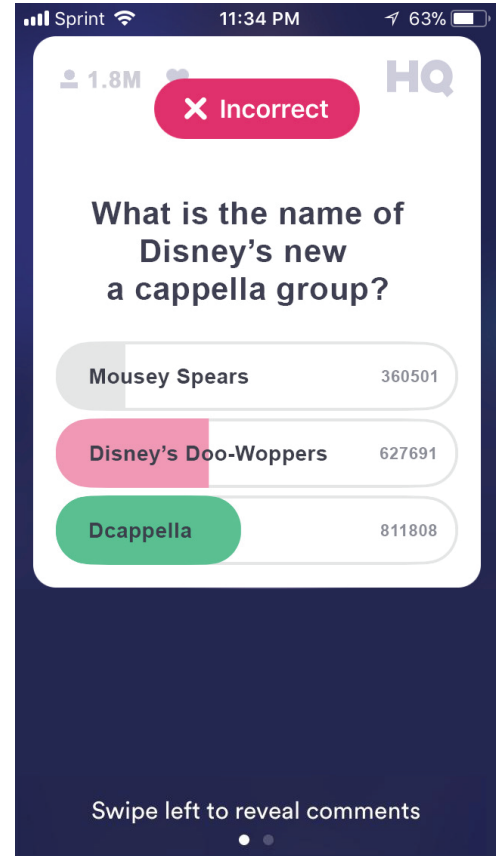 Sprint 11:34 PM 63%
1.8M HQ
X Incorrect
What is the name of
Disney’s new
a cappella group?
Mousey Spears 360501
Disney’s Doo-Woppers 627691
Dcappella 811808
Swipe left to reveal comments